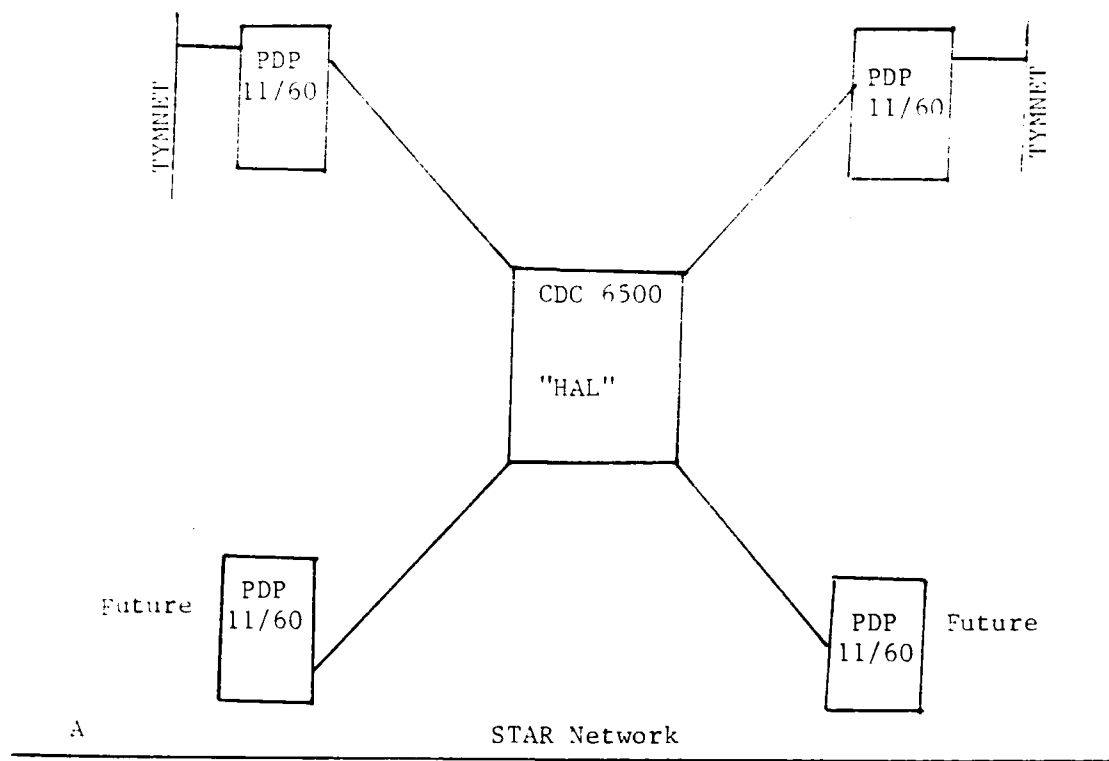 TYMNET
PDP
11/60
PDP
11/60
TYMNET
CDC 6500
"HAL"
Future
PDP
11/60
PDP
11/60
Future
A
STAR Network